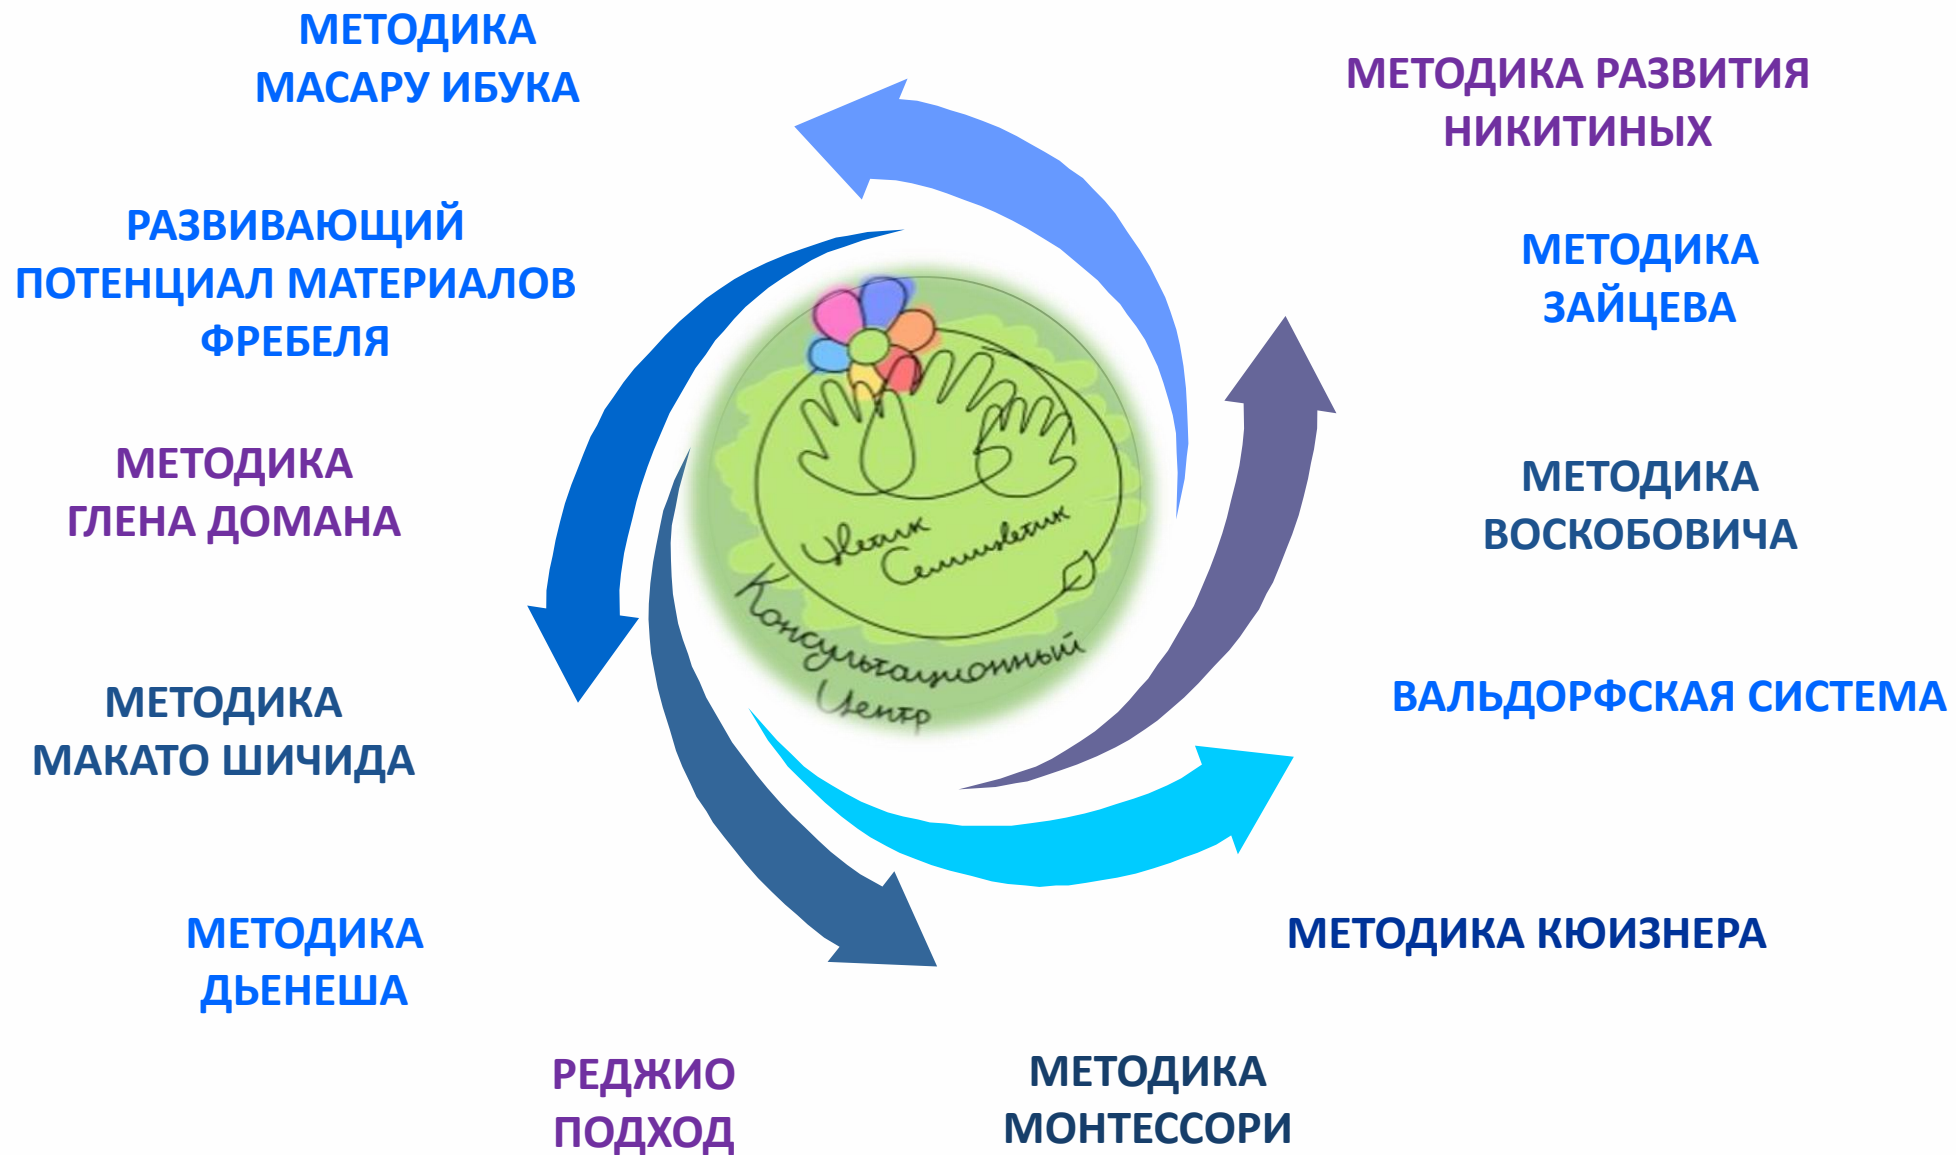 МЕТОДИКА
МАСАРУ ИБУКА
РАЗВИВАЮЩИЙ
ПОТЕНЦИАЛ МАТЕРИАЛОВ
ФРЕБЕЛЯ
МЕТОДИКА
ГЛЕНА ДОМАНА
МЕТОДИКА
МАКАТО ШИЧИДА
МЕТОДИКА
ДЬЕНЕША
РЕДЖИО
ПОДХОД
Цветик
Семицветик
Консультационный
Центр
МЕТОДИКА РАЗВИТИЯ
НИКИТИНЫХ
МЕТОДИКА
ЗАЙЦЕВА
МЕТОДИКА
ВОСКОБОВИЧА
ВАЛЬДОРФСКАЯ СИСТЕМА
МЕТОДИКА КЮИЗНЕРА
МЕТОДИКА
МОНТЕССОРИ